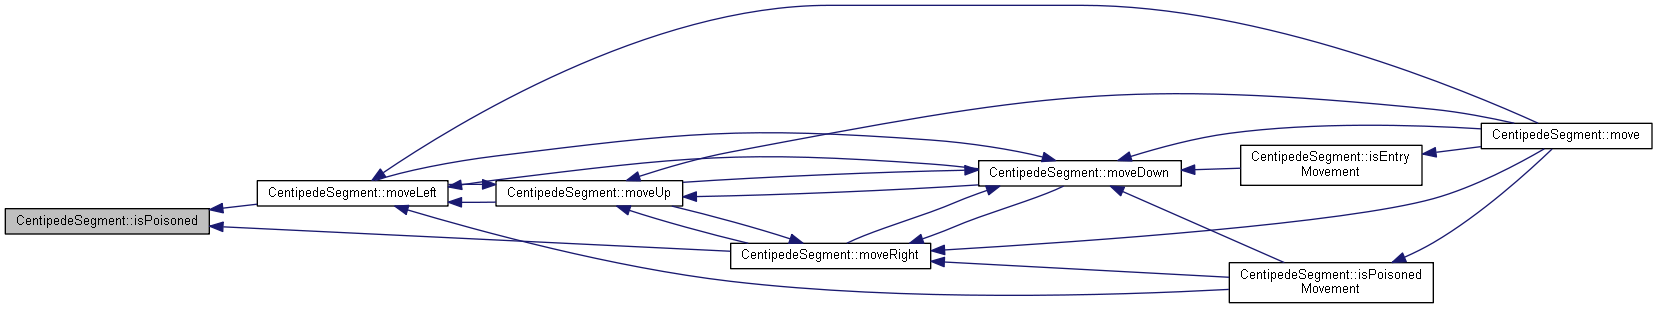 CentipedeSegment::isPoisoned
CentipedeSegment::moveLeft
CentipedeSegment::moveUp
CentipedeSegment::moveRight
CentipedeSegment::moveDown
CentipedeSegment::isEntry
Movement
CentipedeSegment::isPoisoned
Movement
CentipedeSegment::move